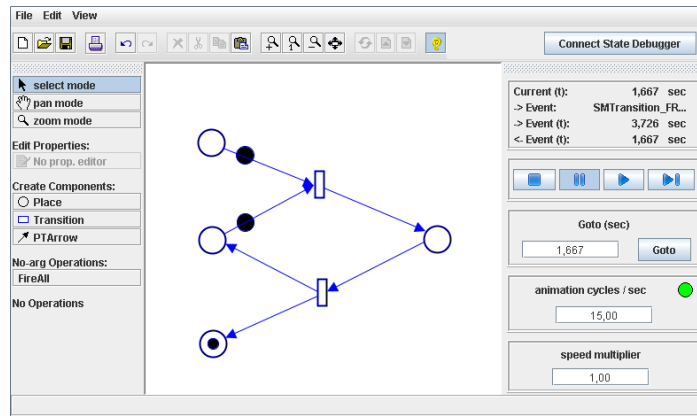 File Edit View
Connect State Debugger
select mode
pan mode
zoom mode
Edit Properties:
No prop. editor
Create Components:
Place
Transition
PTArrow
No-arg Operations:
FireAll
No Operations
Current (t): 1,667 sec
-> Event: SMTransition_FR...
-> Event (t): 3,726 sec
<- Event (t): 1,667 sec
Goto (sec)
1,667 Goto
animation cycles / sec
15,00
speed multiplier
1,00